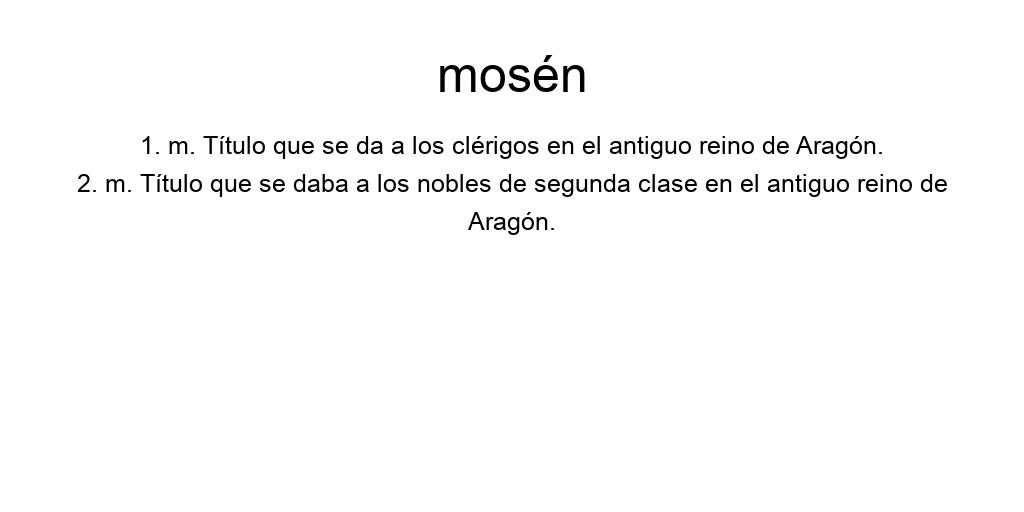 mosén
1. m. Título que se da a los clérigos en el antiguo reino de Aragón.
2. m. Título que se daba a los nobles de segunda clase en el antiguo reino de
Aragón.